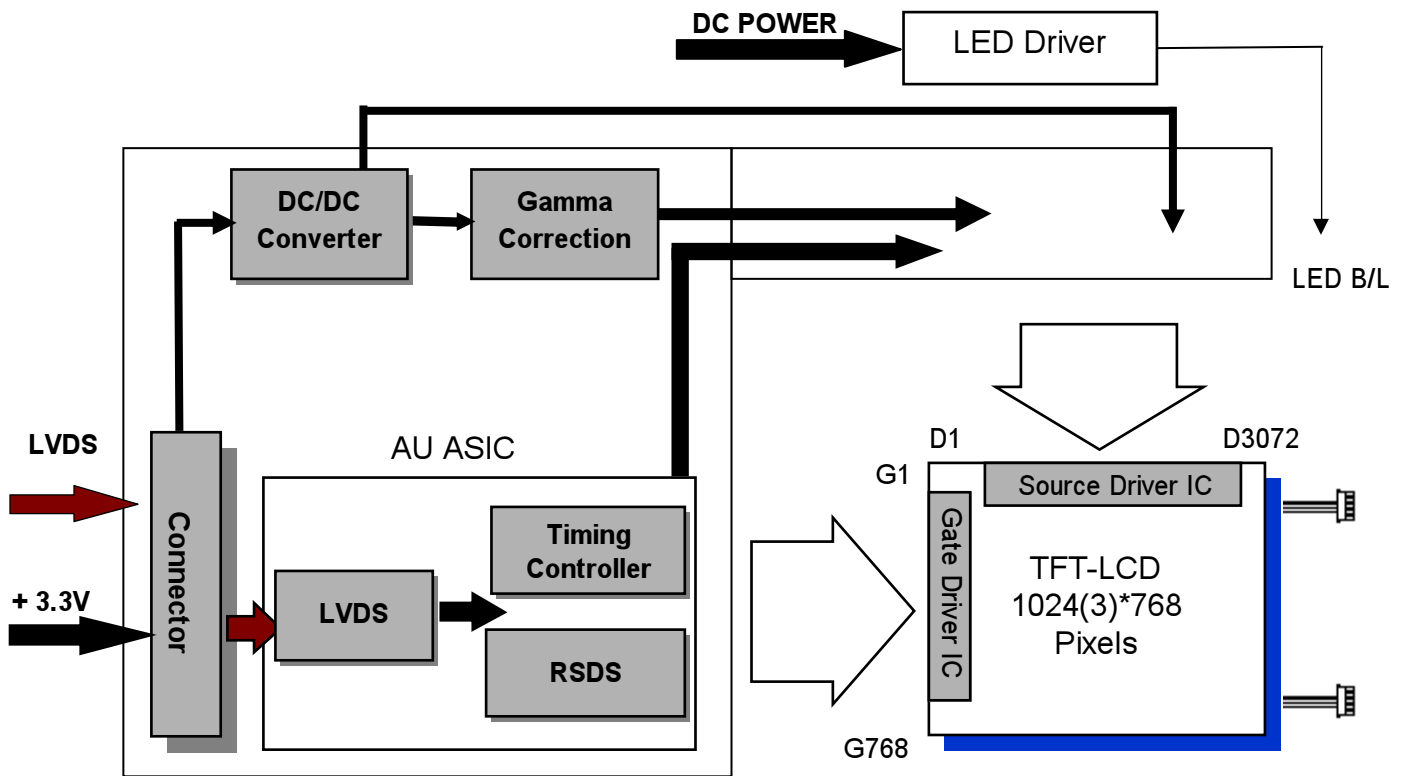 DC POWER
LED Driver
DC/DC
Converter
Gamma
Correction
LED B/L
LVDS
AU ASIC
D1
D3072
G1
Source Driver IC
Connector
Timing
Controller
Gate Driver IC
TFT-LCD
1024(3)*768
Pixels
+ 3.3V
LVDS
RSDS
G768